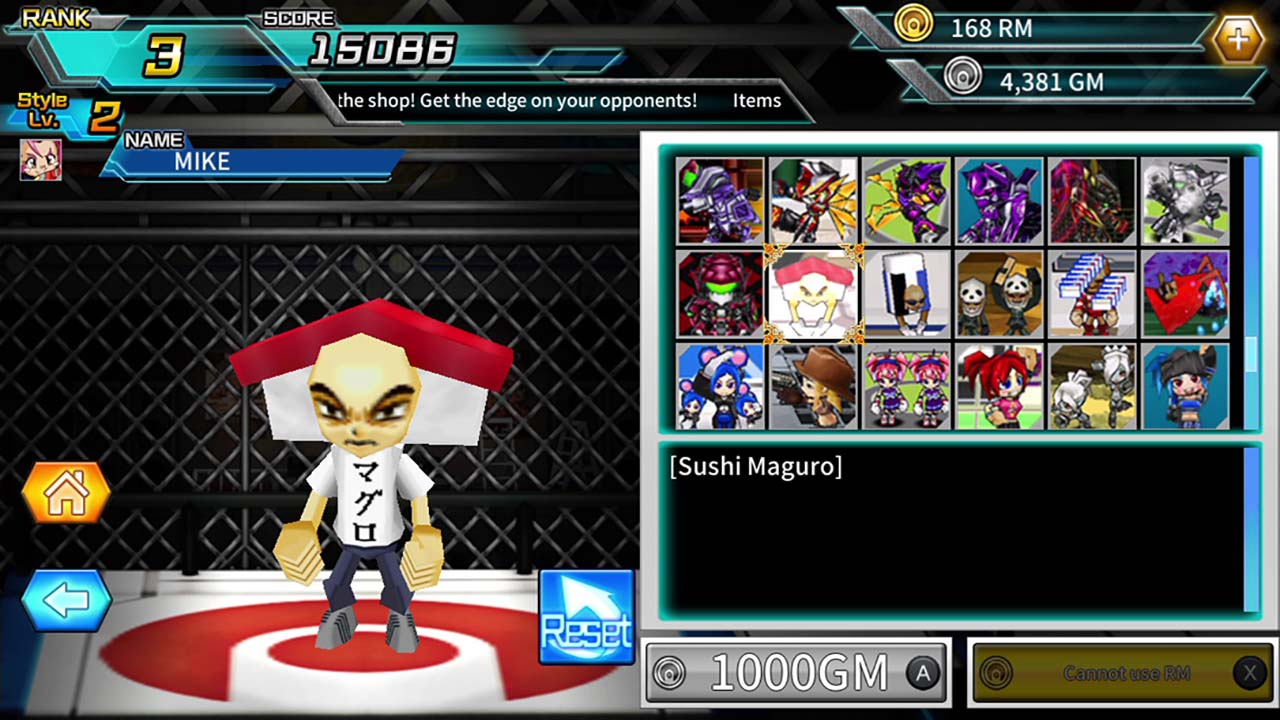 RANK 3
SCORE 15086
168 RM
4,381 GM
the shop! Get the edge on your opponents! Items
Style
Lv. 2
NAME
MIKE
[Sushi Maguro]
マグロ
Reset
1000GM A
Cannot use RM X